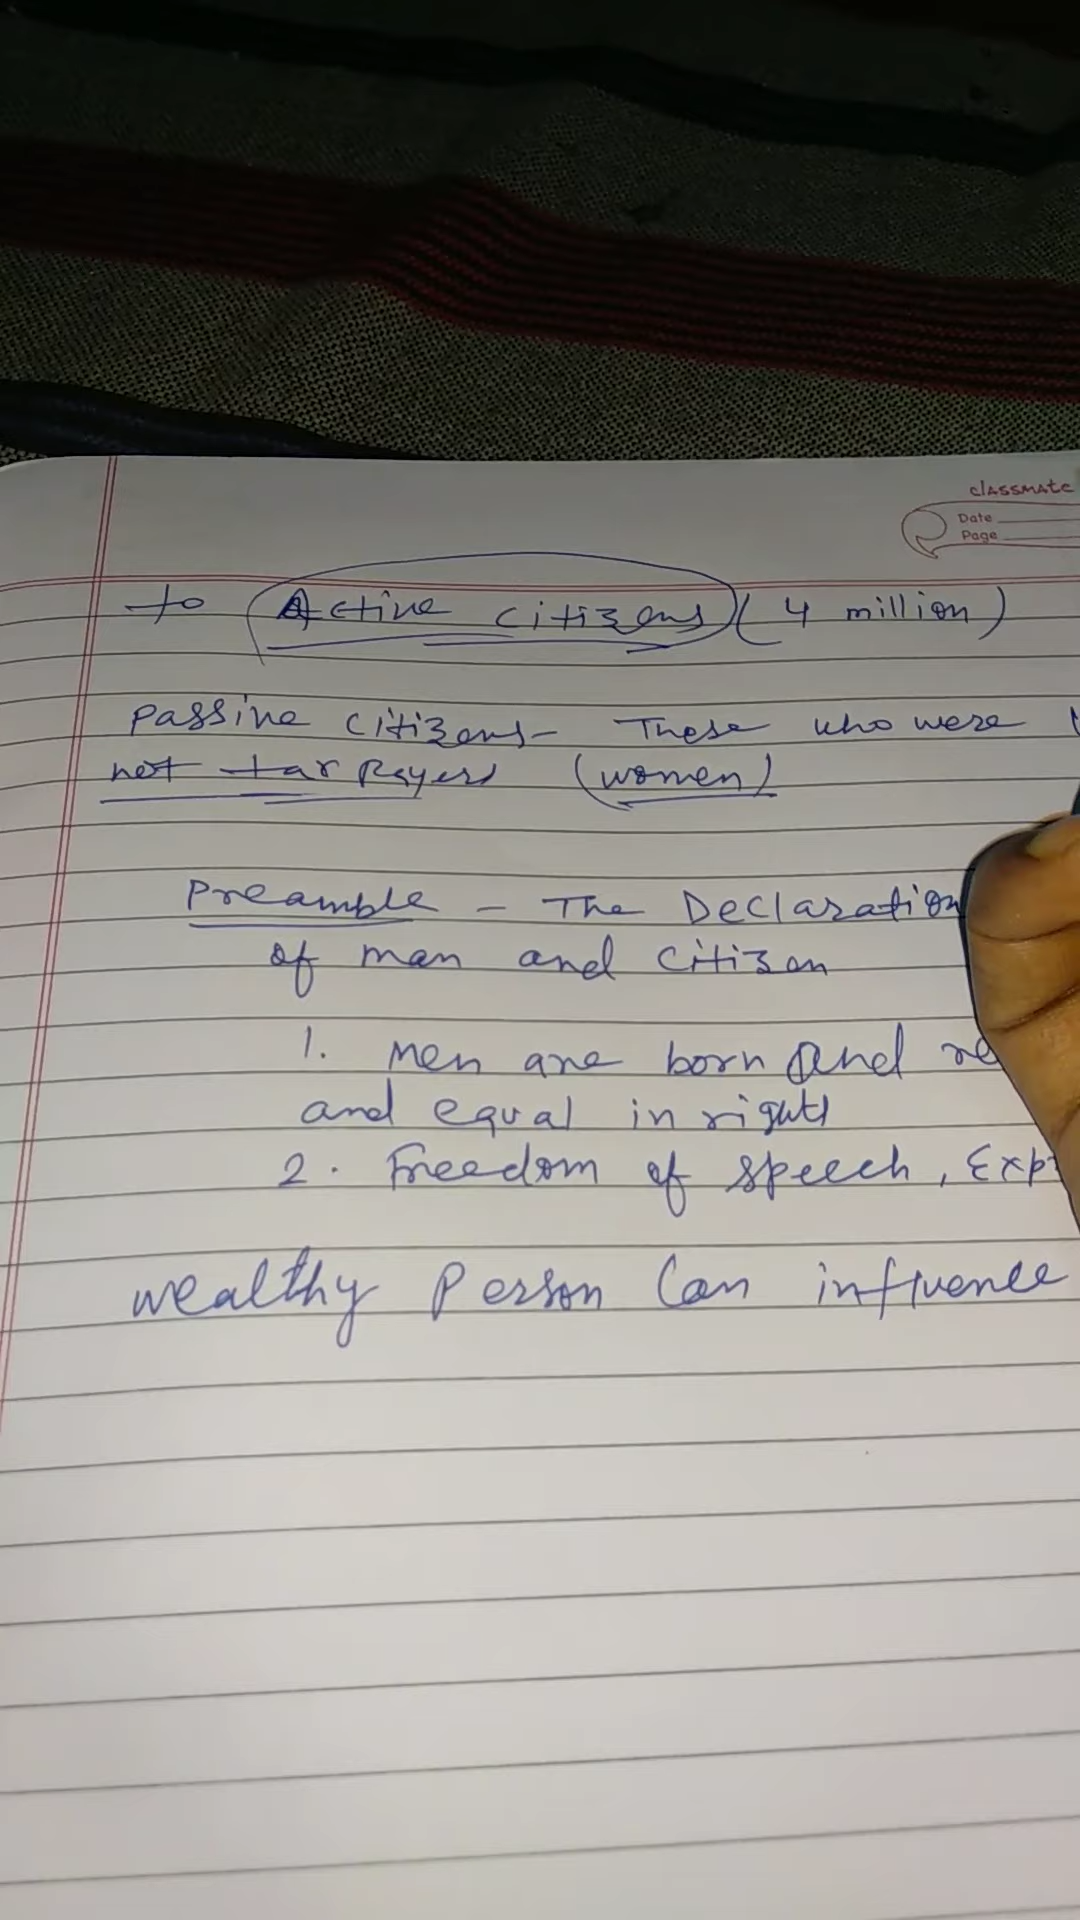 classmate
Date
Page
to Active citizens (4 million)
Passive citizens- These who were
not tax Payers (women)
Preamble - The Declaration
of man and citizen
1. Men are born and re
and equal in rights
2. Freedom of speech, Exp
wealthy Person Can influence